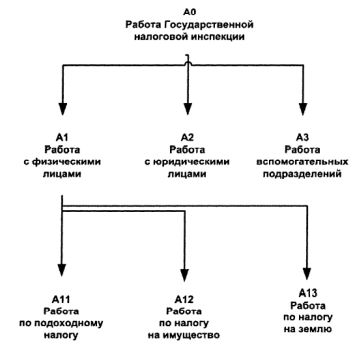 А0
Работа Государственной
налоговой инспекции
А1
Работа
с физическими
лицами
А2
Работа
с юридическими
лицами
А3
Работа
вспомогательных
подразделений
А11
Работа
по подоходному
налогу
А12
Работа
по налогу
на имущество
А13
Работа
по налогу
на землю